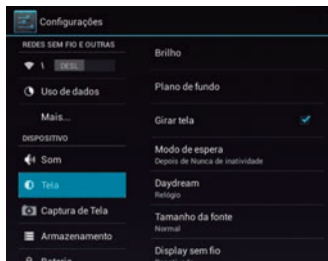 Configurações
REDES SEM FIO E OUTRAS
DESL
Uso de dados
Mais...
DISPOSITIVO
Som
Tela
Captura de Tela
Armazenamento
Bateria
Brilho
Plano de fundo
Girar tela
Modo de espera
Depois de Nunca de inatividade
Daydream
Relógio
Tamanho da fonte
Normal
Display sem fio